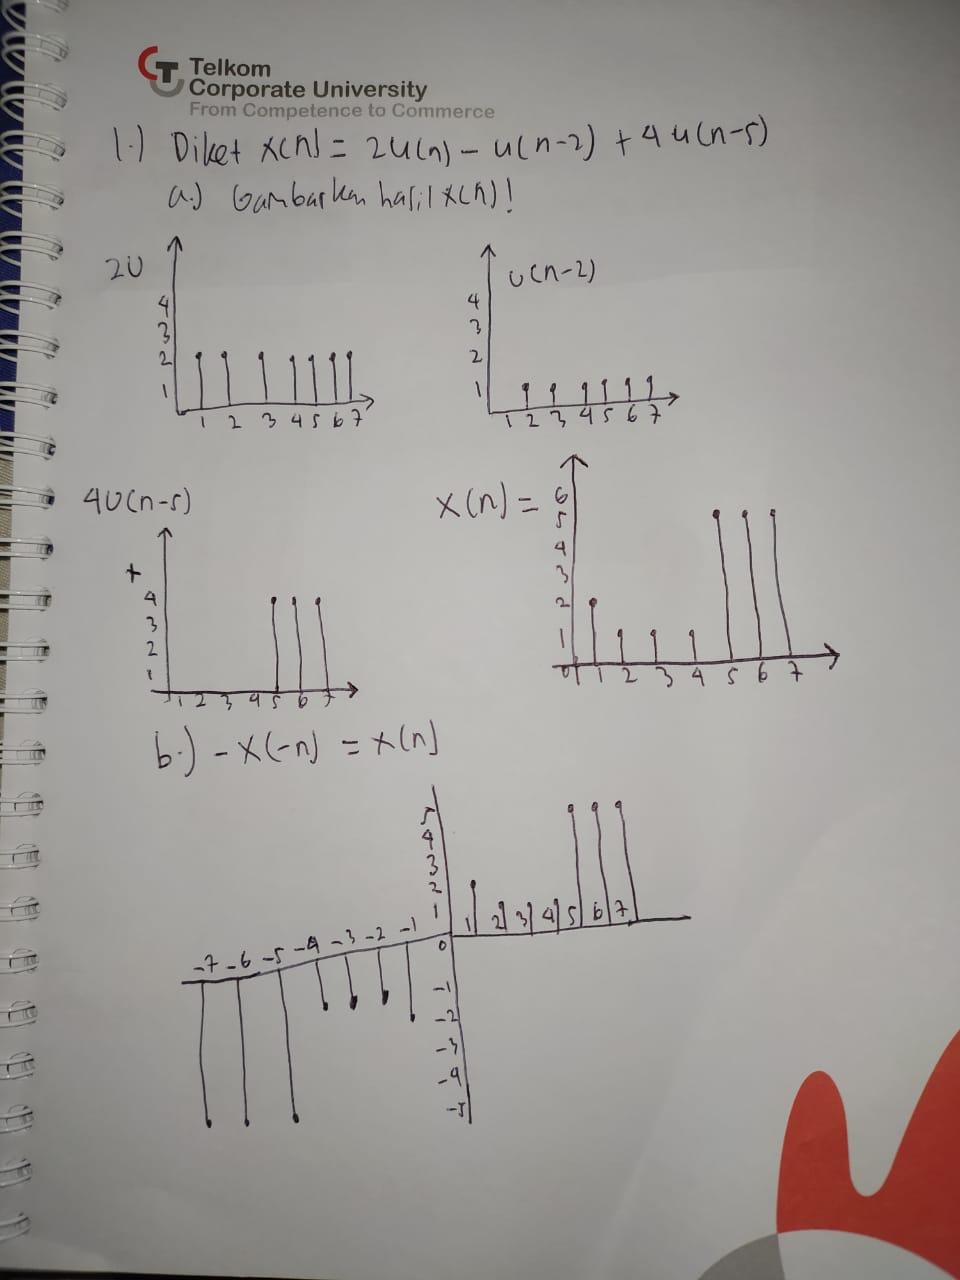 Telkom
Corporate University
From Competence to Commerce
1.) Diket x(n) = 2u(n) - u(n-2) + 4u(n-5)
a.) Gambarkan hasil x(n)!
2U
4
3
2
1
1 2 3 4 5 6 7
u(n-2)
4
3
2
1
1 2 3 4 5 6 7
4U(n-5)
+
4
3
2
1
1 2 3 4 5 6 7
x(n) =
6
5
4
3
2
1
0 1 2 3 4 5 6 7
b.) -x(-n) = x(n)
5
4
3
2
1
1 2 3 4 5 6 7
-7 -6 -5 -4 -3 -2 -1
0
-1
-2
-3
-4
-5